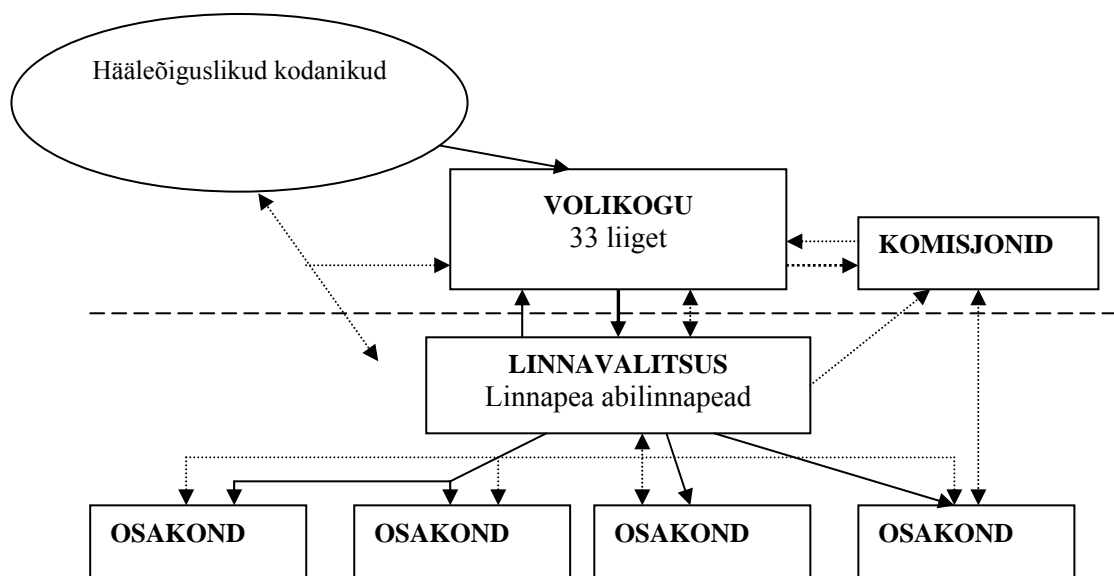 Hääleõiguslikud kodanikud
VOLIKOGU
33 liiget
KOMISJONID
LINNAVALITSUS
Linnapea abilinnapead
OSAKOND
OSAKOND
OSAKOND
OSAKOND